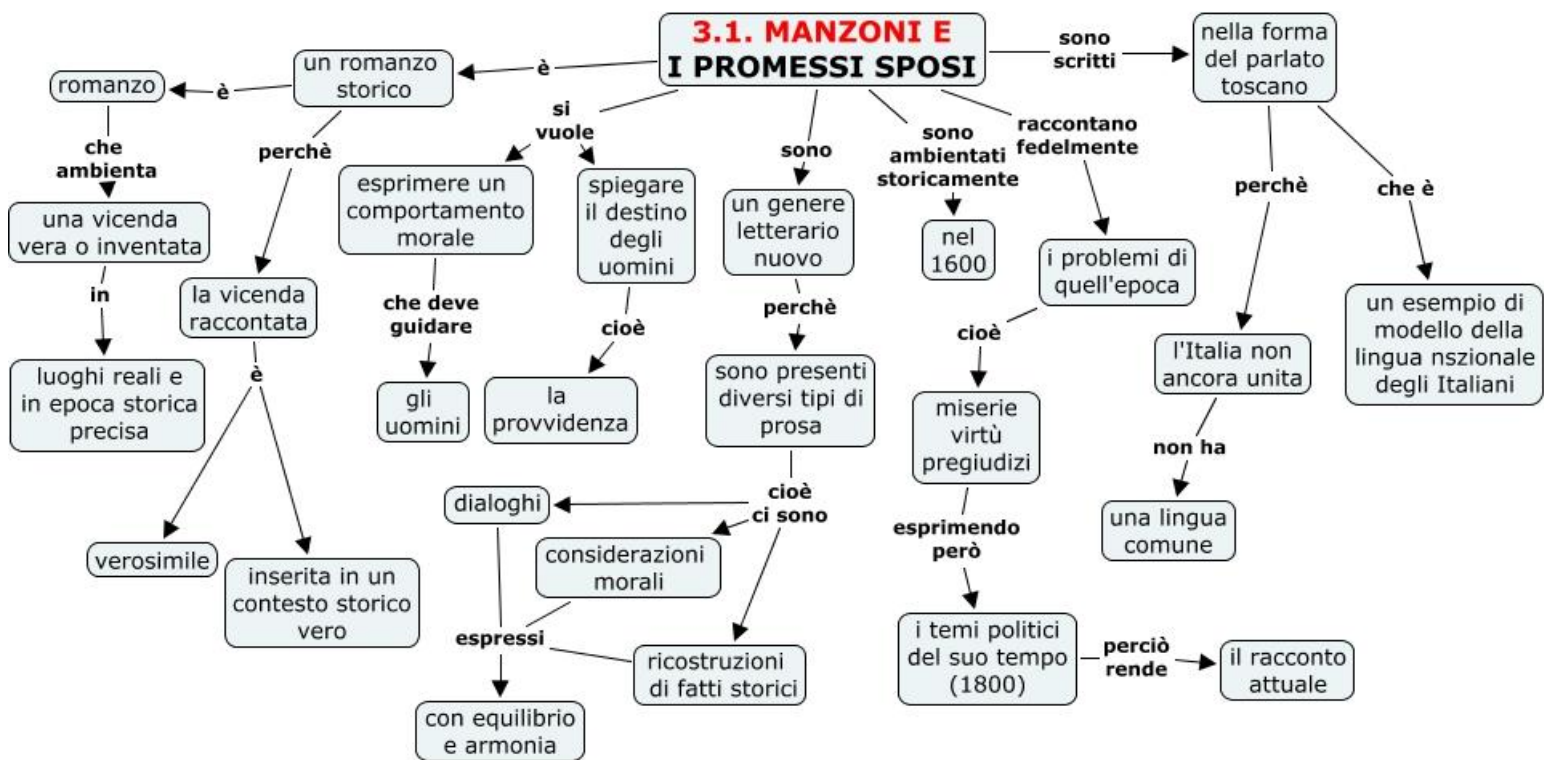 3.1. MANZONI E
I PROMESSI SPOSI
è
un romanzo
storico
è
romanzo
che
ambienta
una vicenda
vera o inventata
in
luoghi reali e
in epoca storica
precisa
perchè
la vicenda
raccontata
è
verosimile
inserita in un
contesto storico
vero
si
vuole
esprimere un
comportamento
morale
che deve
guidare
gli
uomini
spiegare
il destino
degli
uomini
cioè
la
provvidenza
sono
un genere
letterario
nuovo
perchè
sono presenti
diversi tipi di
prosa
cioè
ci sono
dialoghi
considerazioni
morali
ricostruzioni
di fatti storici
espressi
con equilibrio
e armonia
sono
ambientati
storicamente
nel
1600
raccontano
fedelmente
i problemi di
quell'epoca
cioè
miserie
virtù
pregiudizi
esprimendo
però
i temi politici
del suo tempo
(1800)
perciò
rende
il racconto
attuale
sono
scritti
nella forma
del parlato
toscano
perchè
l'Italia non
ancora unita
non ha
una lingua
comune
che è
un esempio di
modello della
lingua nszionale
degli Italiani